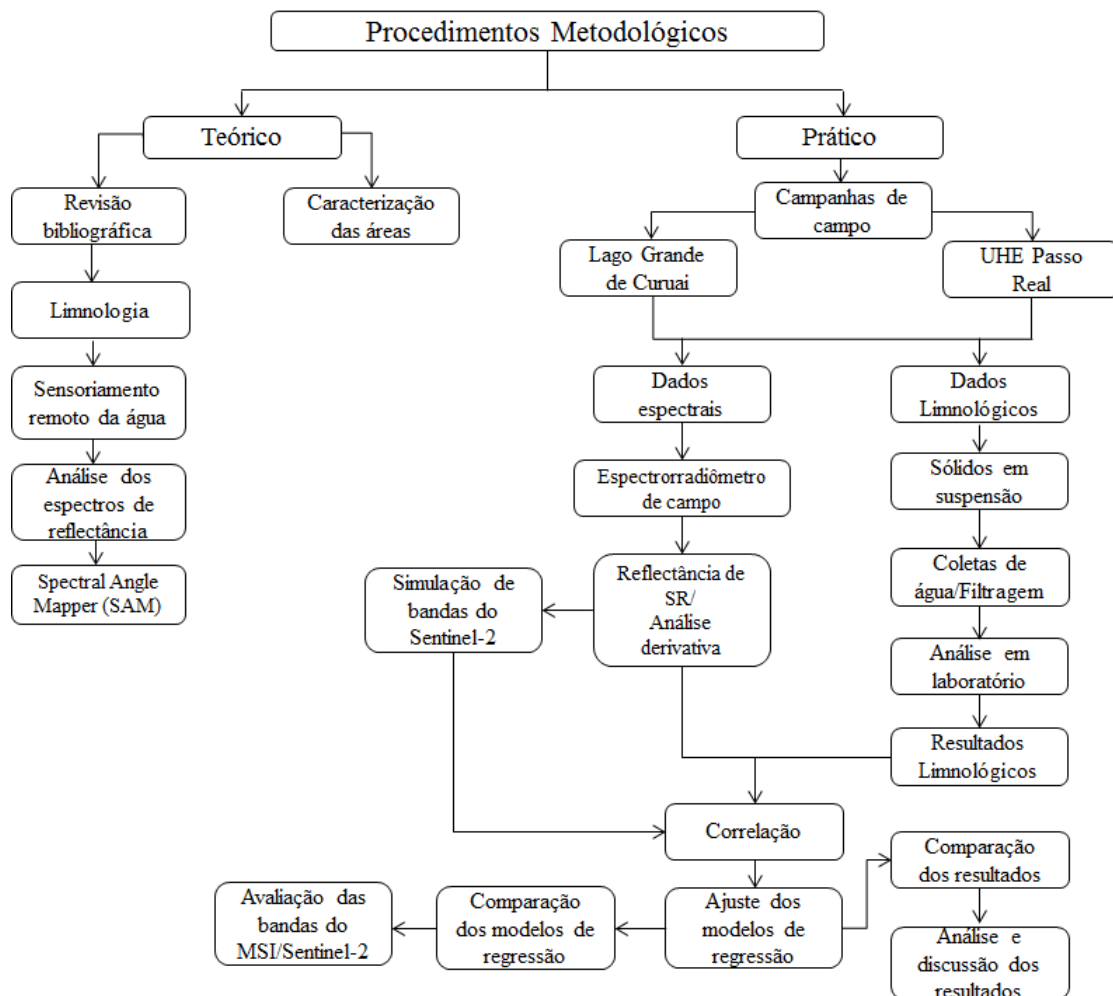 Procedimentos Metodológicos
Teórico
Prático
Revisão
bibliográfica
Caracterização
das áreas
Campanhas de
campo
Lago Grande
de Curuai
UHE Passo
Real
Limnologia
Sensoriamento
remoto da água
Dados
espectrais
Dados
Limnológicos
Análise dos
espectros de
reflectância
Espectrorradiômetro
de campo
Sólidos em
suspensão
Spectral Angle
Mapper (SAM)
Simulação de
bandas do
Sentinel-2
Reflectância de
SR/
Análise
derivativa
Coletas de
água/Filtragem
Análise em
laboratório
Resultados
Limnológicos
Correlação
Comparação
dos resultados
Avaliação das
bandas do
MSI/Sentinel-2
Comparação
dos modelos de
regressão
Ajuste dos
modelos de
regressão
Análise e
discussão dos
resultados